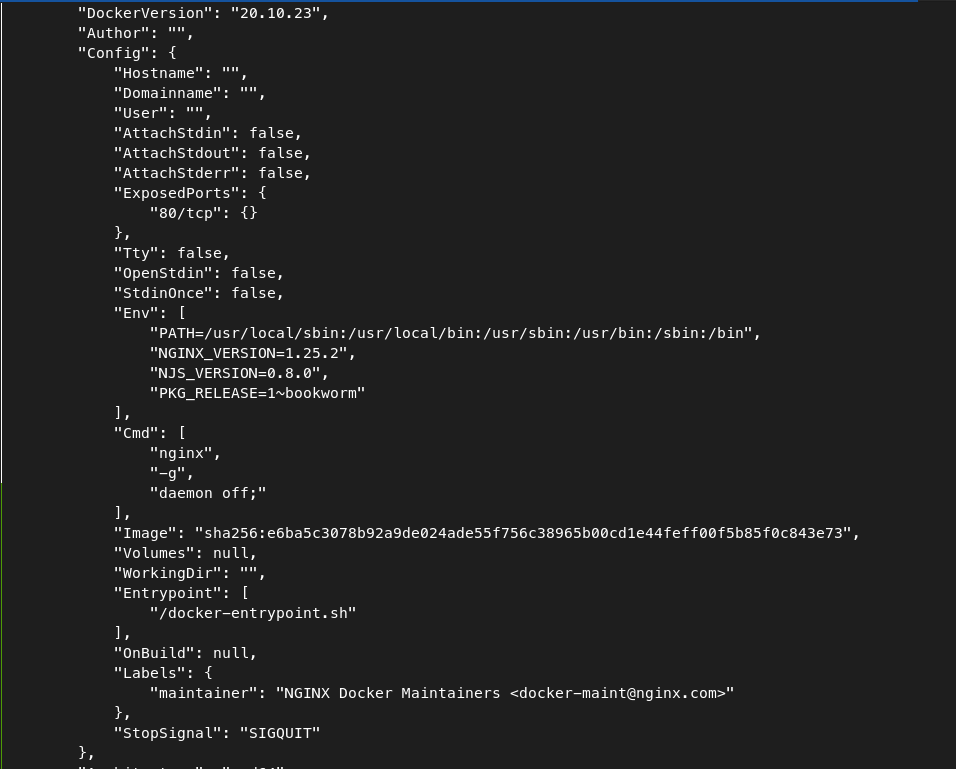 "DockerVersion": "20.10.23",
"Author": "",
"Config": {
"Hostname": "",
"Domainname": "",
"User": "",
"AttachStdin": false,
"AttachStdout": false,
"AttachStderr": false,
"ExposedPorts": {
"80/tcp": {}
},
"Tty": false,
"OpenStdin": false,
"StdinOnce": false,
"Env": [
"PATH=/usr/local/sbin:/usr/local/bin:/usr/sbin:/usr/bin:/sbin:/bin",
"NGINX_VERSION=1.25.2",
"NJS_VERSION=0.8.0",
"PKG_RELEASE=1~bookworm"
],
"Cmd": [
"nginx",
"-g",
"daemon off;"
],
"Image": "sha256:e6ba5c3078b92a9de024ade55f756c38965b00cd1e44feff00f5b85f0c843e73",
"Volumes": null,
"WorkingDir": "",
"Entrypoint": [
"/docker-entrypoint.sh"
],
"OnBuild": null,
"Labels": {
"maintainer": "NGINX Docker Maintainers <docker-maint@nginx.com>"
},
"StopSignal": "SIGQUIT"
},